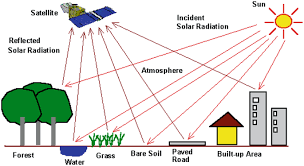 Satellite
Sun
Incident
Solar Radiation
Reflected
Solar Radiation
Atmosphere
Forest
Water
Grass
Bare Soil
Paved
Road
Built-up Area